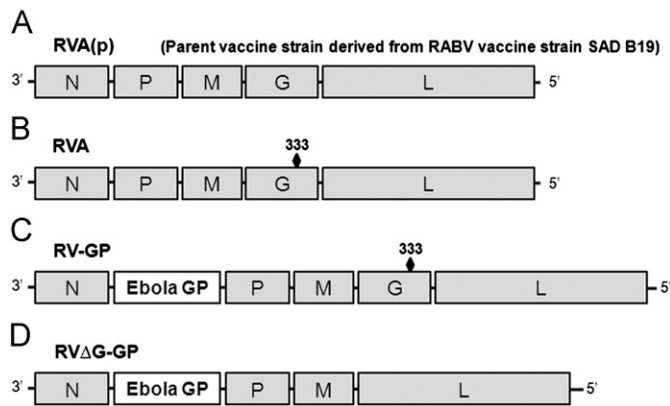 A
RVA(p) (Parent vaccine strain derived from RABV vaccine strain SAD B19)
3' N P M G L 5'
B
RVA
333
3' N P M G L 5'
C
RV-GP
333
3' N Ebola GP P M G L 5'
D
RVΔG-GP
3' N Ebola GP P M L 5'